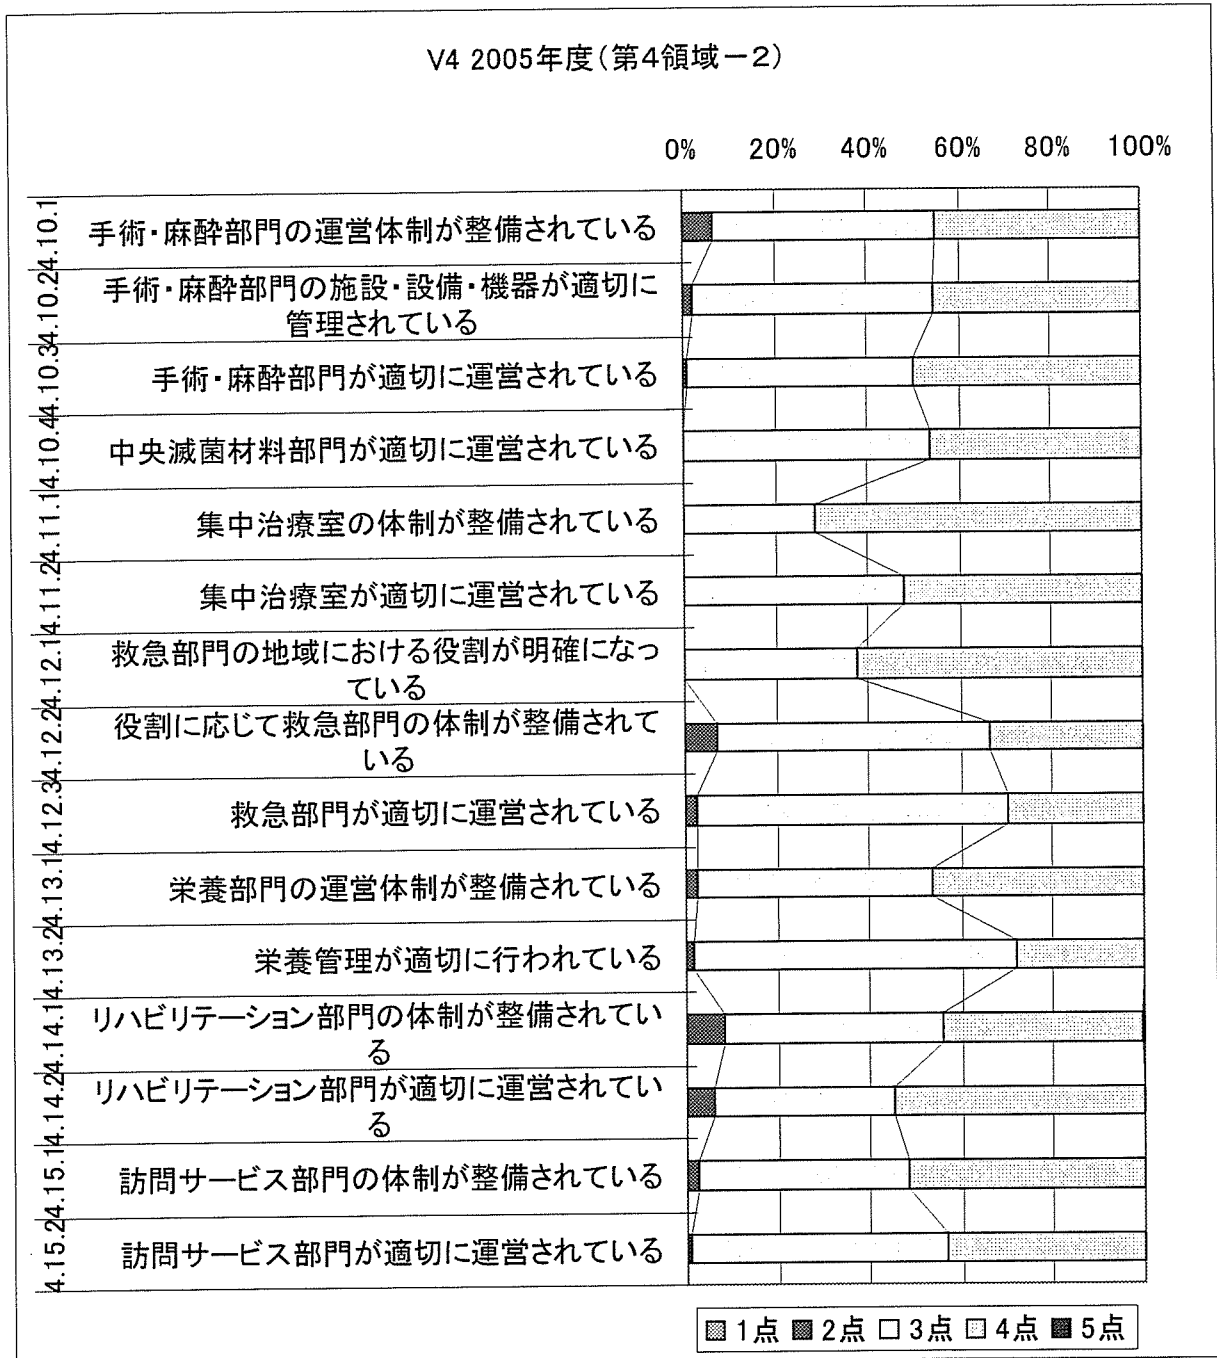 V4 2005年度(第4領域－2)
0% 20% 40% 60% 80% 100%
4.10.1
手術・麻酔部門の運営体制が整備されている
4.10.2
手術・麻酔部門の施設・設備・機器が適切に
管理されている
4.10.3
手術・麻酔部門が適切に運営されている
4.10.4
中央滅菌材料部門が適切に運営されている
4.11.1
集中治療室の体制が整備されている
4.11.2
集中治療室が適切に運営されている
4.12.1
救急部門の地域における役割が明確になっ
ている
4.12.2
役割に応じて救急部門の体制が整備されて
いる
4.12.3
救急部門が適切に運営されている
4.13.1
栄養部門の運営体制が整備されている
4.13.2
栄養管理が適切に行われている
4.14.1
リハビリテーション部門の体制が整備されてい
る
4.14.2
リハビリテーション部門が適切に運営されてい
る
4.15.1
訪問サービス部門の体制が整備されている
4.15.2
訪問サービス部門が適切に運営されている
1点 2点 3点 4点 5点